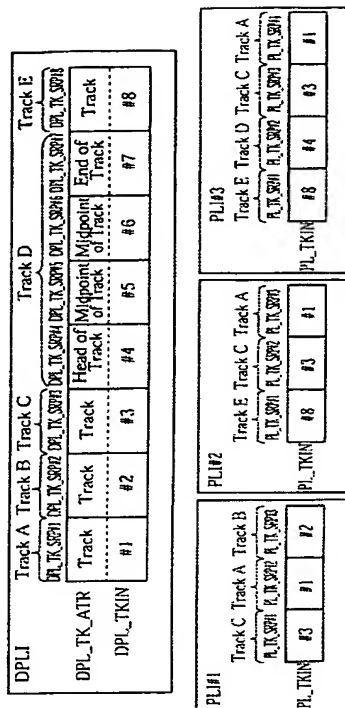 DPLI
Track A Track B Track C Track D Track E
DPL_TK_SRP#1 DPL_TK_SRP#2 DPL_TK_SRP#3 DPL_TK_SRP#4 DPL_TK_SRP#5 DPL_TK_SRP#6 DPL_TK_SRP#7 DPL_TK_SRP#8
DPL_TK_ATR Track Track Track Head of Track Midpoint of Track Midpoint of Track End of Track Track
DPL_TKIN #1 #2 #3 #4 #5 #6 #7 #8
PLI#1
Track C Track A Track B
PL_TK_SRP#1 PL_TK_SRP#2 PL_TK_SRP#3
PL_TKIN #3 #1 #2
PLI#2
Track E Track C Track A
PL_TK_SRP#1 PL_TK_SRP#2 PL_TK_SRP#3
PL_TKIN #8 #3 #1
PLI#3
Track E Track D Track C Track A
PL_TK_SRP#1 PL_TK_SRP#2 PL_TK_SRP#3 PL_TK_SRP#4
PL_TKIN #8 #4 #3 #1